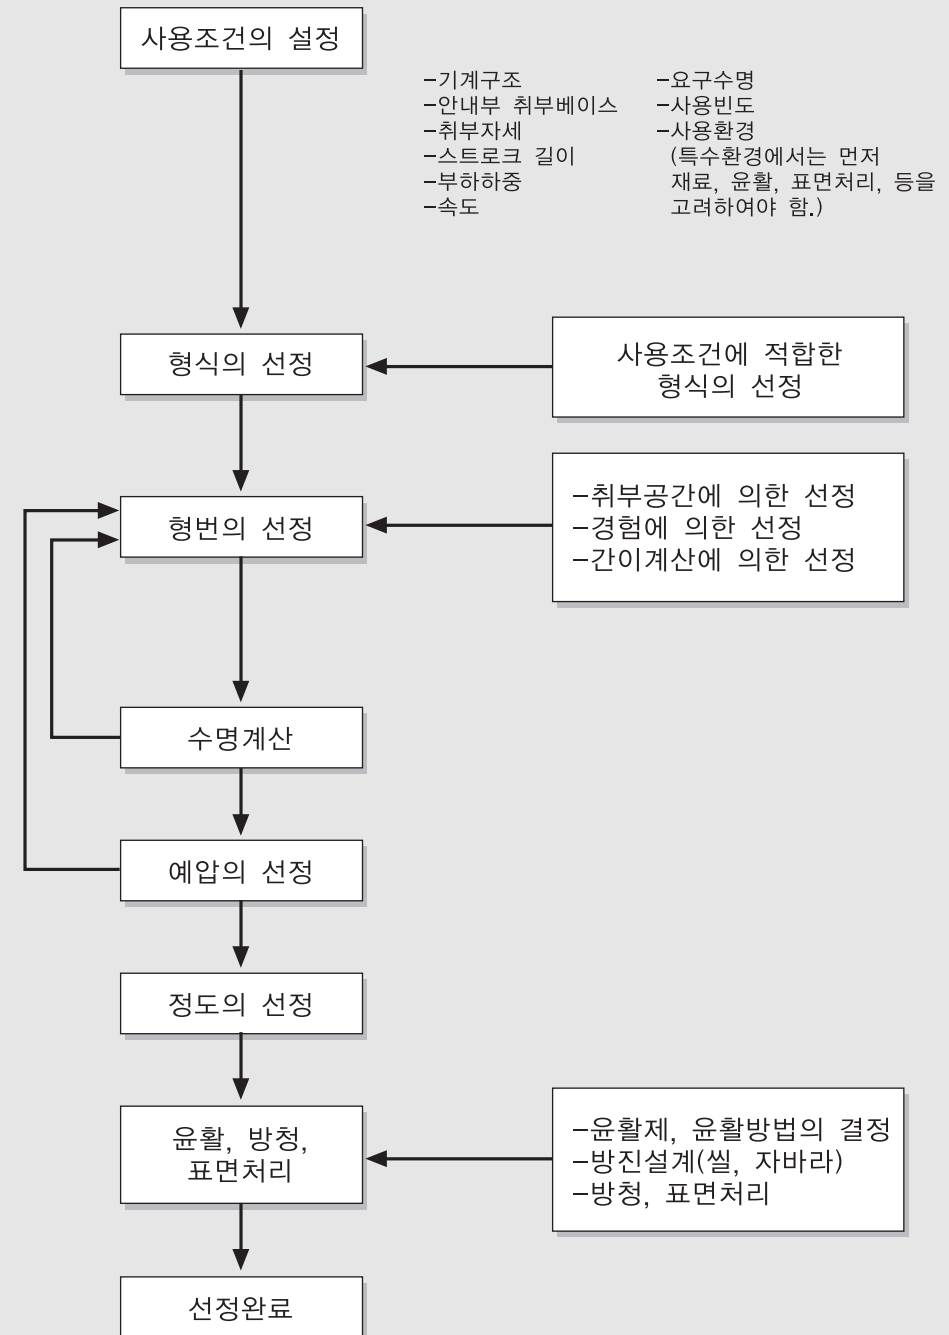 사용조건의 설정
–기계구조
–안내부 취부베이스
–취부자세
–스트로크 길이
–부하하중
–속도
–요구수명
–사용빈도
–사용환경
(특수환경에서는 먼저
재료, 윤활, 표면처리, 등을
고려하여야 함.)
형식의 선정
사용조건에 적합한
형식의 선정
형번의 선정
–취부공간에 의한 선정
–경험에 의한 선정
–간이계산에 의한 선정
수명계산
예압의 선정
정도의 선정
윤활, 방청,
표면처리
–윤활제, 윤활방법의 결정
–방진설계(씰, 자바라)
–방청, 표면처리
선정완료